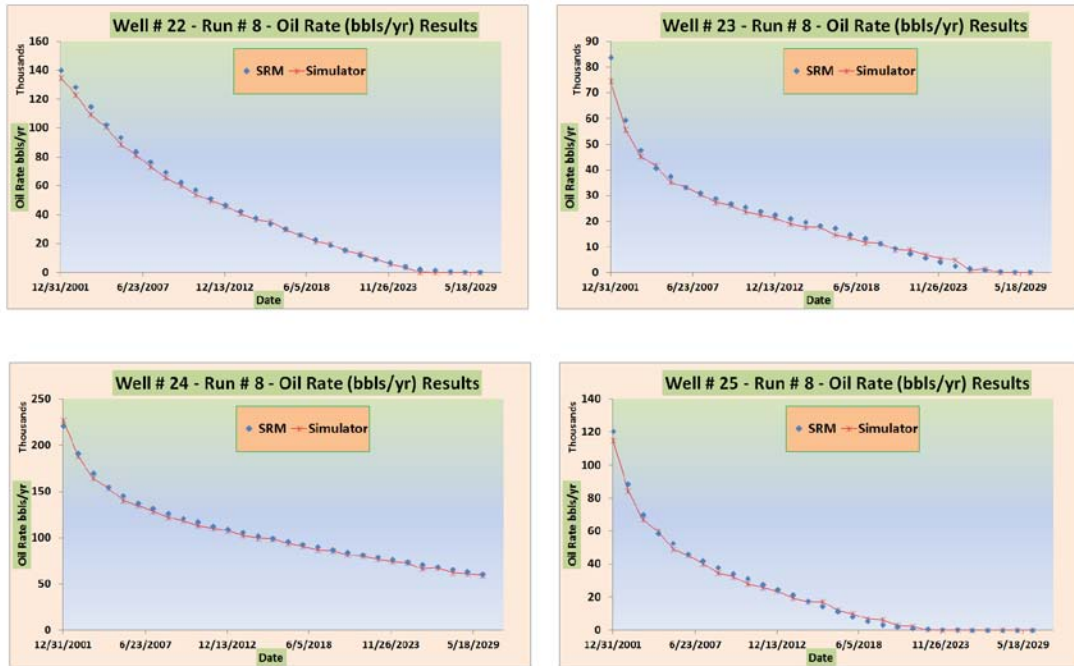 Well # 22 - Run # 8 - Oil Rate (bbls/yr) Results
Thousands
Oil Rate bbls/yr
160
140
120
100
80
60
40
20
0
SRM Simulator
12/31/2001 6/23/2007 12/13/2012 6/5/2018 11/26/2023 5/18/2029
Date
Well # 23 - Run # 8 - Oil Rate (bbls/yr) Results
Thousands
Oil Rate bbls/yr
90
80
70
60
50
40
30
20
10
0
SRM Simulator
12/31/2001 6/23/2007 12/13/2012 6/5/2018 11/26/2023 5/18/2029
Date
Well # 24 - Run # 8 - Oil Rate (bbls/yr) Results
Thousands
Oil Rate bbls/yr
250
200
150
100
50
0
SRM Simulator
12/31/2001 6/23/2007 12/13/2012 6/5/2018 11/26/2023 5/18/2029
Date
Well # 25 - Run # 8 - Oil Rate (bbls/yr) Results
Thousands
Oil Rate bbls/yr
140
120
100
80
60
40
20
0
SRM Simulator
12/31/2001 6/23/2007 12/13/2012 6/5/2018 11/26/2023 5/18/2029
Date